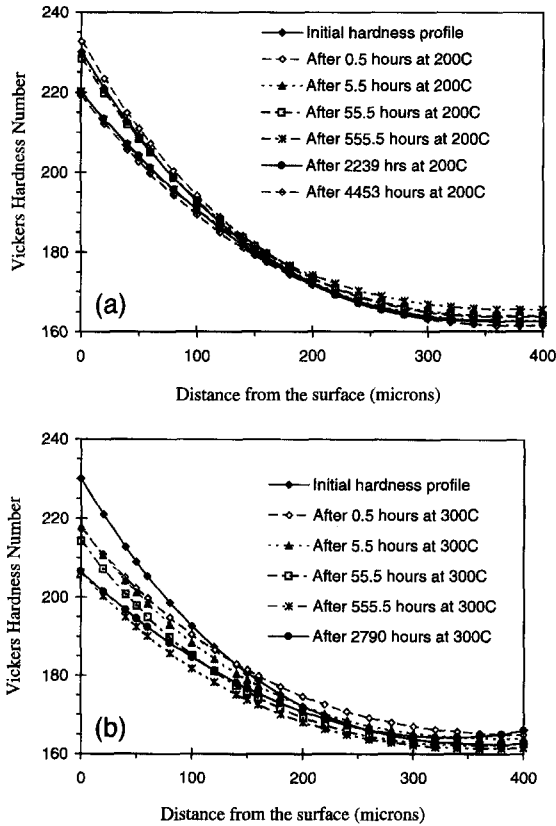 240
220
200
180
160
Vickers Hardness Number
Initial hardness profile
After 0.5 hours at 200C
After 5.5 hours at 200C
After 55.5 hours at 200C
After 555.5 hours at 200C
After 2239 hrs at 200C
After 4453 hours at 200C
(a)
0 100 200 300 400
Distance from the surface (microns)
240
220
200
180
160
Vickers Hardness Number
Initial hardness profile
After 0.5 hours at 300C
After 5.5 hours at 300C
After 55.5 hours at 300C
After 555.5 hours at 300C
After 2790 hours at 300C
(b)
0 100 200 300 400
Distance from the surface (microns)